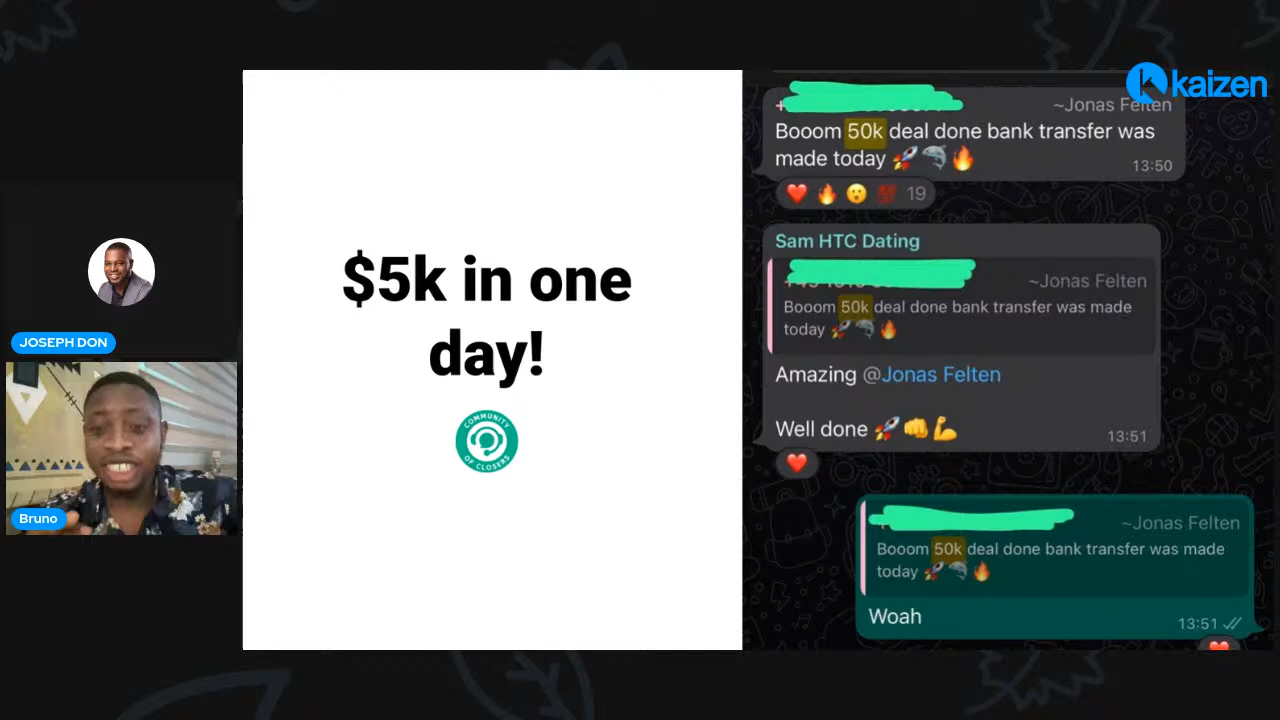 kaizen
JOSEPH DON
Bruno
$5k in one
day!
COMMUNITY
OF CLOSERS
~Jonas Felten
Booom 50k deal done bank transfer was
made today 🚀🐬🔥
13:50
❤️🔥😮💯 19
Sam HTC Dating
~Jonas Felten
Booom 50k deal done bank transfer was made
today 🚀🐬🔥
Amazing @Jonas Felten
Well done 🚀👊💪
13:51
❤️
~Jonas Felten
Booom 50k deal done bank transfer was made
today 🚀🐬🔥
Woah
13:51